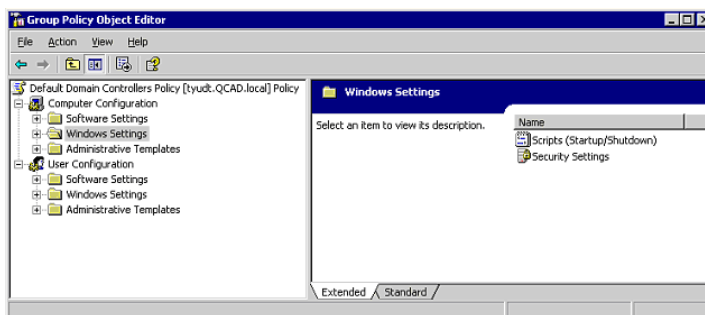 Group Policy Object Editor
File Action View Help
Default Domain Controllers Policy [tyudt.QCAD.local] Policy
Computer Configuration
Software Settings
Windows Settings
Administrative Templates
User Configuration
Software Settings
Windows Settings
Administrative Templates
Windows Settings
Select an item to view its description.
Name
Scripts (Startup/Shutdown)
Security Settings
Extended Standard